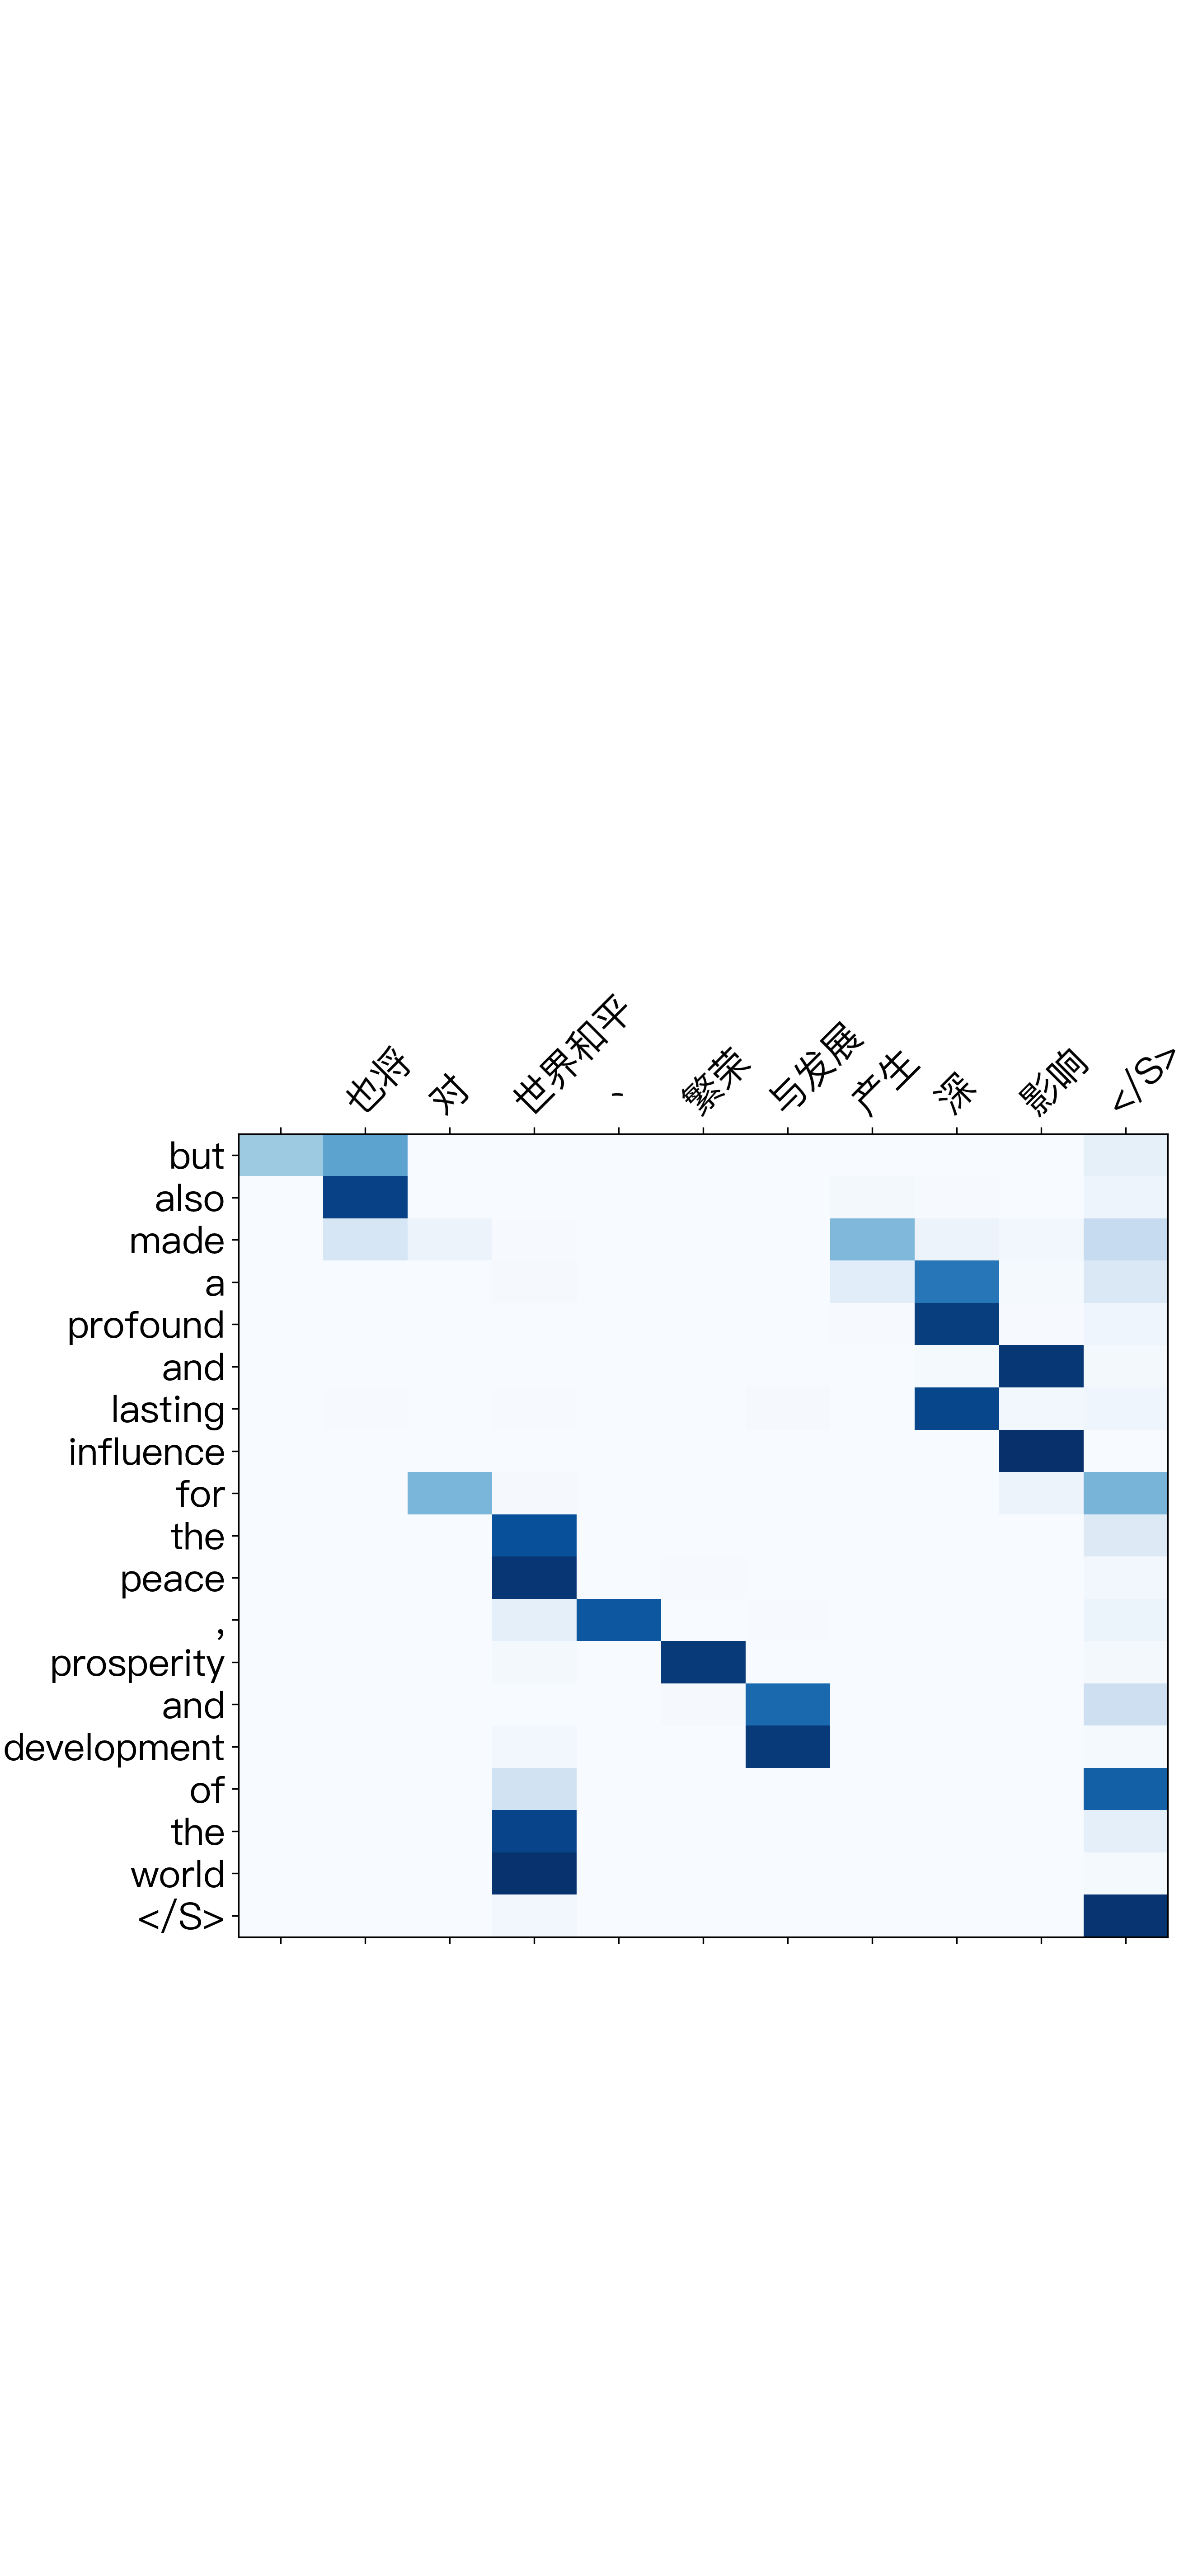 也将
对
世界和平
、
繁荣
与发展
产生
深
影响
</S>
but
also
made
a
profound
and
lasting
influence
for
the
peace
,
prosperity
and
development
of
the
world
</S>